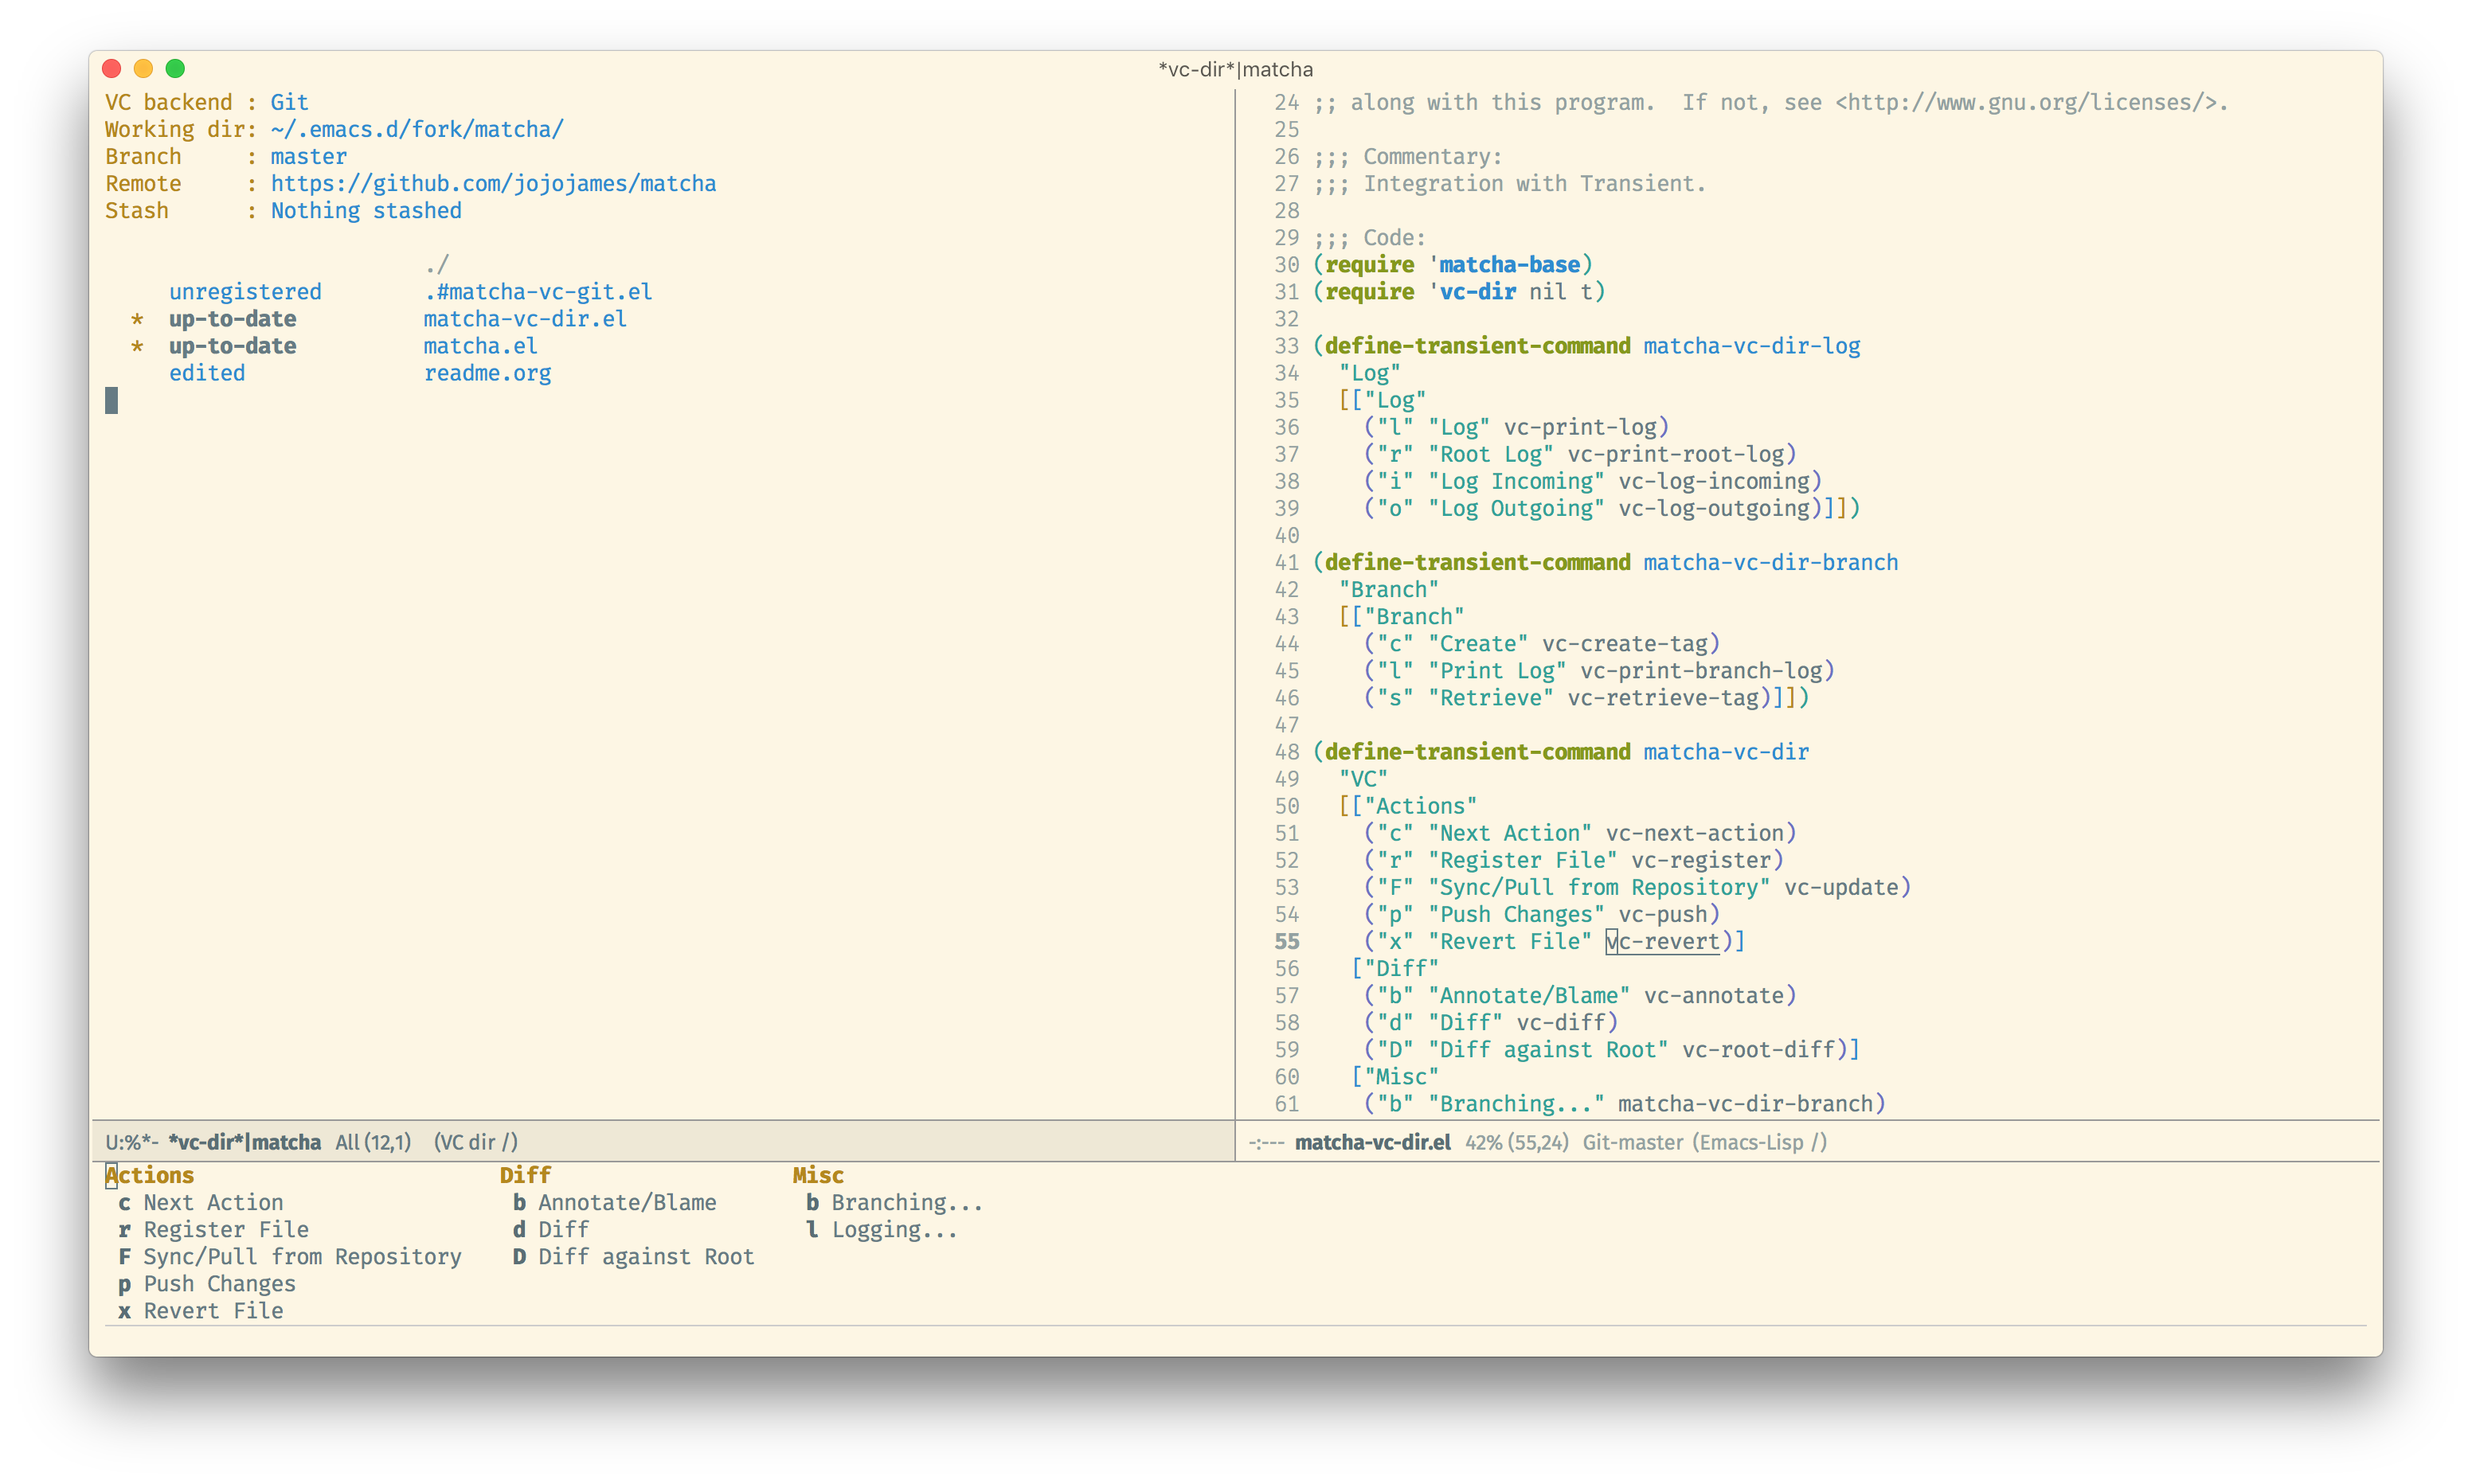 *vc-dir*|matcha
VC backend : Git
Working dir: ~/.emacs.d/fork/matcha/
Branch     : master
Remote     : https://github.com/jojojames/matcha
Stash      : Nothing stashed
                         ./
     unregistered        .#matcha-vc-git.el
  *  up-to-date          matcha-vc-dir.el
  *  up-to-date          matcha.el
     edited              readme.org
24 ;; along with this program.  If not, see <http://www.gnu.org/licenses/>.
25
26 ;;; Commentary:
27 ;;; Integration with Transient.
28
29 ;;; Code:
30 (require 'matcha-base)
31 (require 'vc-dir nil t)
32
33 (define-transient-command matcha-vc-dir-log
34   "Log"
35   [["Log"
36     ("l" "Log" vc-print-log)
37     ("r" "Root Log" vc-print-root-log)
38     ("i" "Log Incoming" vc-log-incoming)
39     ("o" "Log Outgoing" vc-log-outgoing)]])
40
41 (define-transient-command matcha-vc-dir-branch
42   "Branch"
43   [["Branch"
44     ("c" "Create" vc-create-tag)
45     ("l" "Print Log" vc-print-branch-log)
46     ("s" "Retrieve" vc-retrieve-tag)]])
47
48 (define-transient-command matcha-vc-dir
49   "VC"
50   [["Actions"
51     ("c" "Next Action" vc-next-action)
52     ("r" "Register File" vc-register)
53     ("F" "Sync/Pull from Repository" vc-update)
54     ("p" "Push Changes" vc-push)
55     ("x" "Revert File" vc-revert)]
56    ["Diff"
57     ("b" "Annotate/Blame" vc-annotate)
58     ("d" "Diff" vc-diff)
59     ("D" "Diff against Root" vc-root-diff)]
60    ["Misc"
61     ("b" "Branching..." matcha-vc-dir-branch)
U:%*-  *vc-dir*|matcha   All (12,1)    (VC dir /)
-:---  matcha-vc-dir.el   42% (55,24)   Git-master  (Emacs-Lisp /)
Actions                        Diff                   Misc
 c Next Action                  b Annotate/Blame       b Branching...
 r Register File                d Diff                 l Logging...
 F Sync/Pull from Repository    D Diff against Root
 p Push Changes
 x Revert File